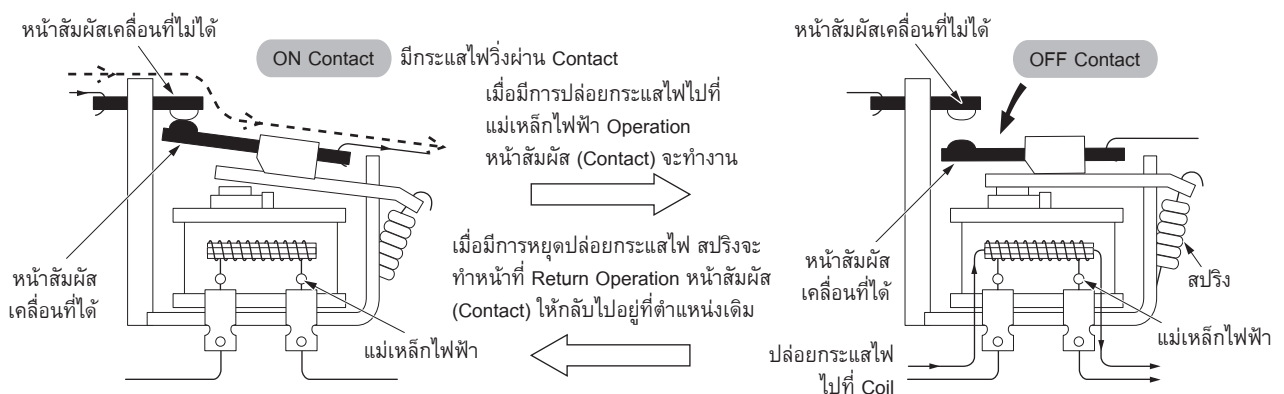 หน้าสัมผัสเคลื่อนที่ไม่ได้
ON Contact มีกระแสไฟวิ่งผ่าน Contact
เมื่อมีการปล่อยกระแสไฟไปที่
แม่เหล็กไฟฟ้า Operation
หน้าสัมผัส (Contact) จะทำงาน
เมื่อมีการหยุดปล่อยกระแสไฟ สปริงจะ
ทำหน้าที่ Return Operation หน้าสัมผัส
(Contact) ให้กลับไปอยู่ที่ตำแหน่งเดิม
หน้าสัมผัส
เคลื่อนที่ได้
แม่เหล็กไฟฟ้า
หน้าสัมผัสเคลื่อนที่ไม่ได้
OFF Contact
หน้าสัมผัส
เคลื่อนที่ได้
สปริง
แม่เหล็กไฟฟ้า
ปล่อยกระแสไฟ
ไปที่ Coil